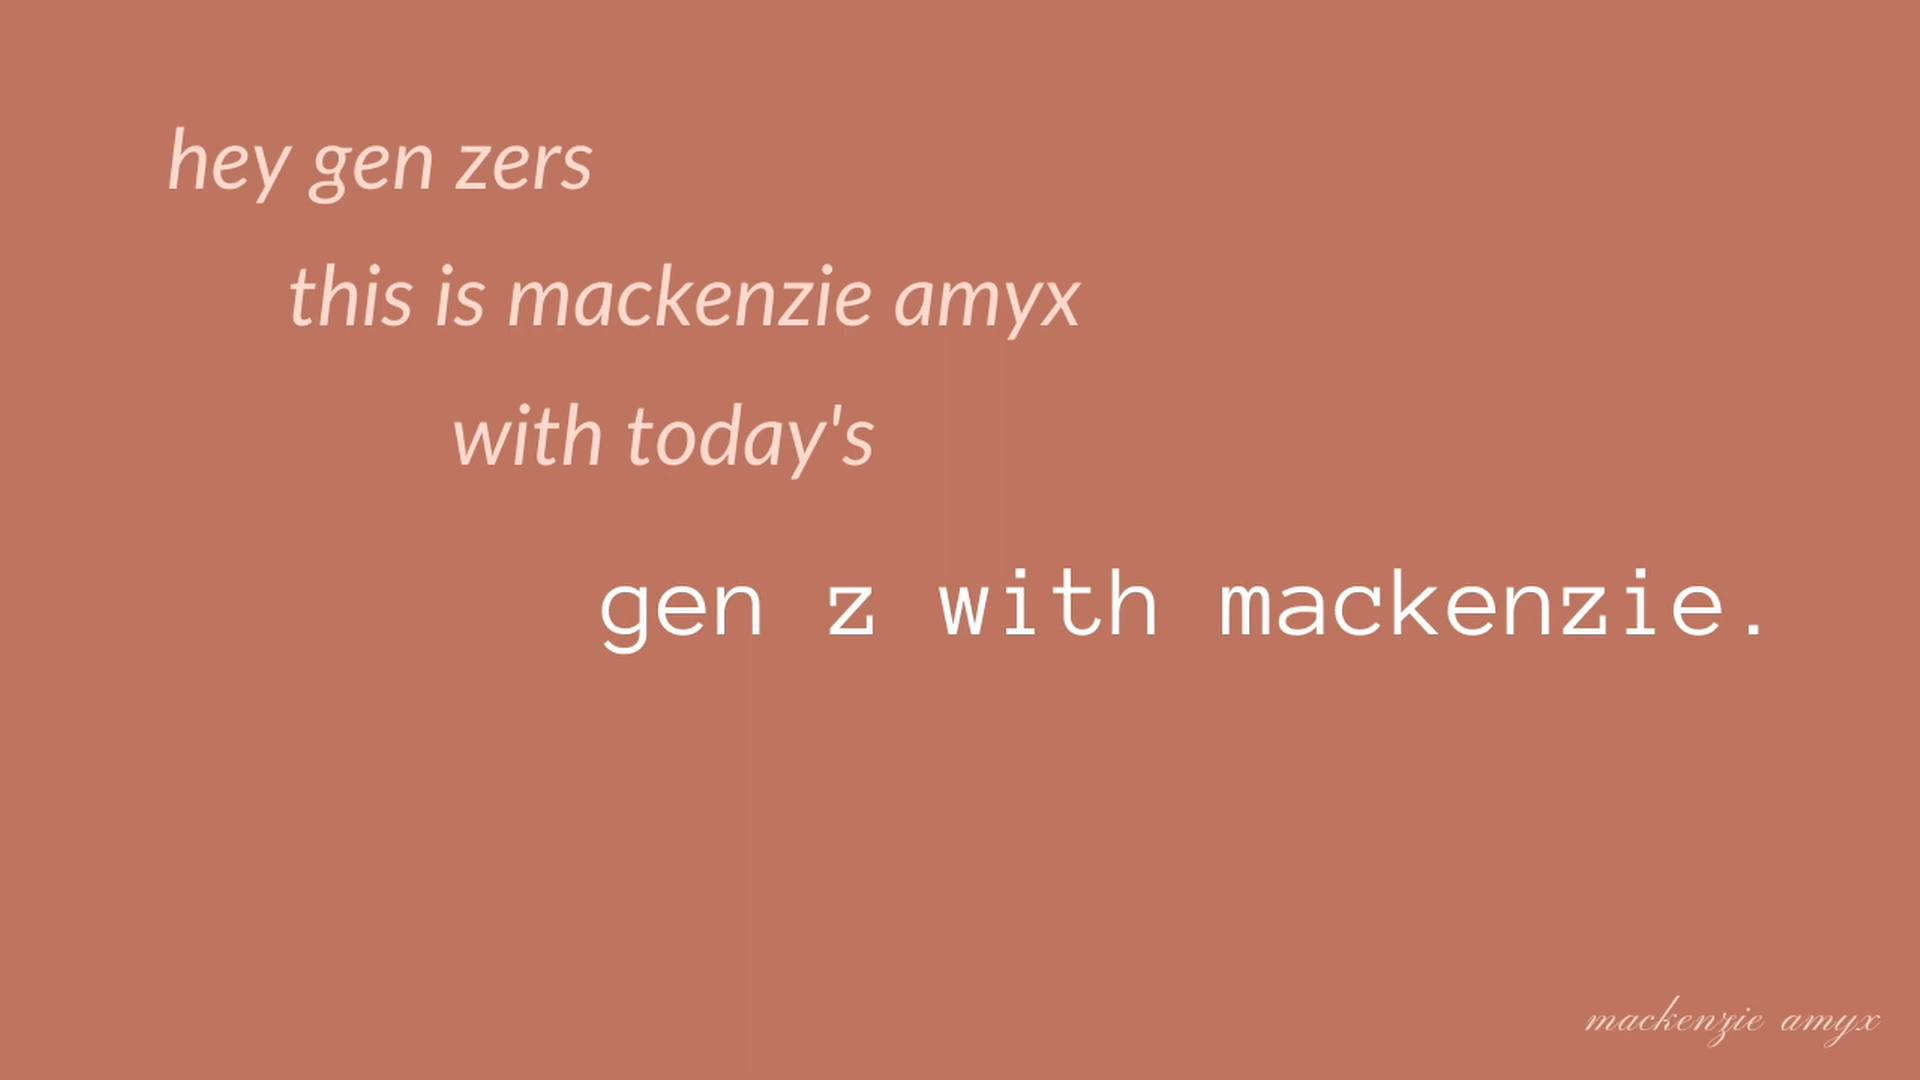 hey gen zers
this is mackenzie amyx
with today's
gen z with mackenzie.
mackenzie amyx